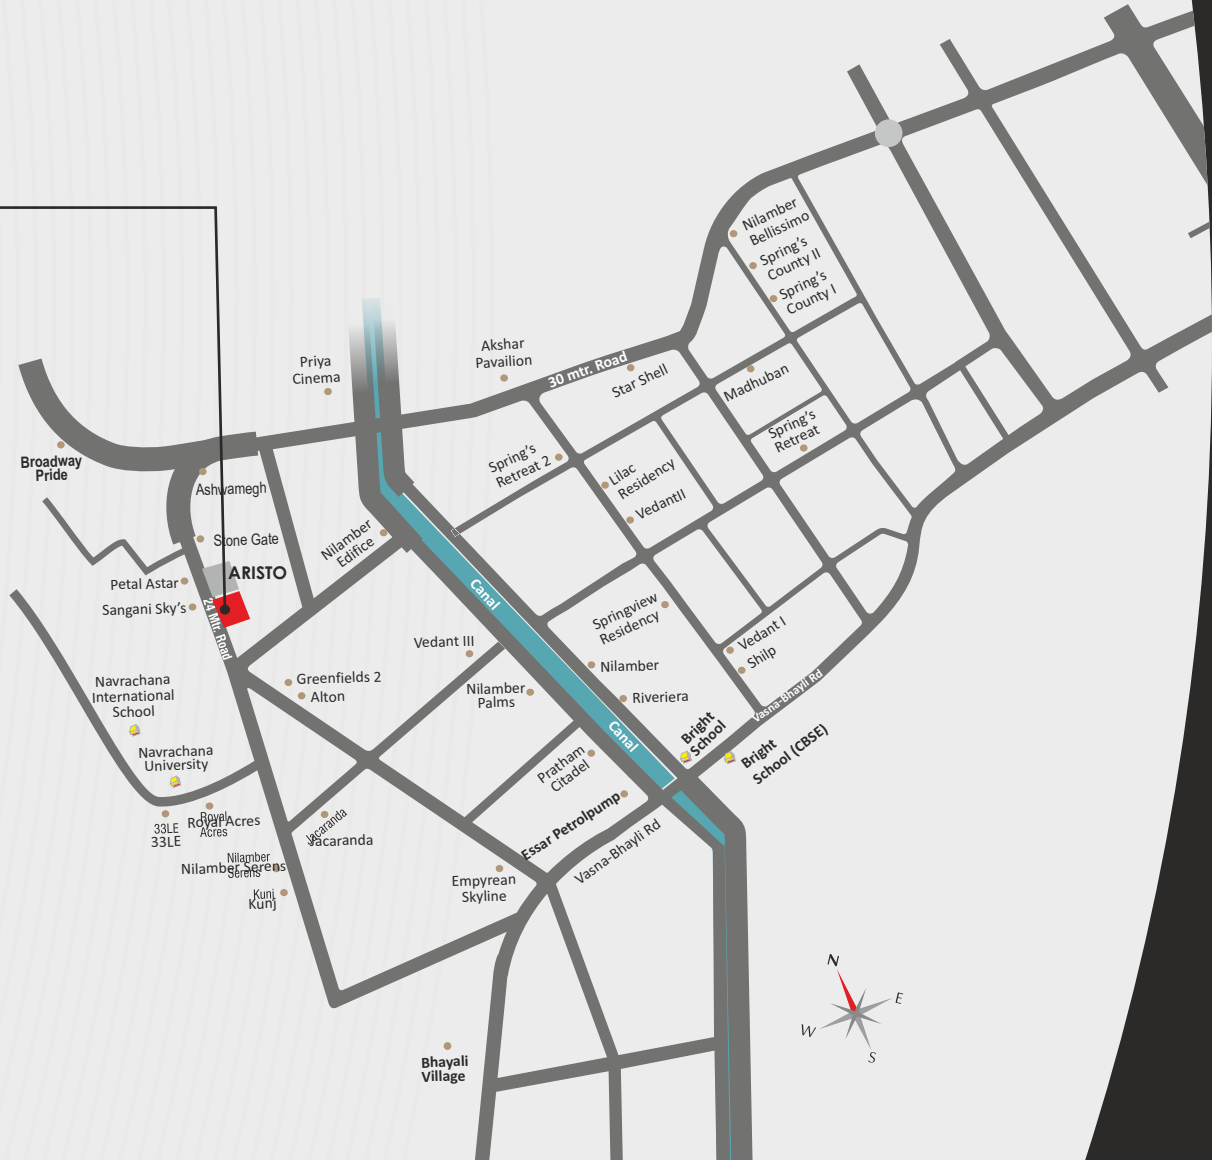 Nilamber
Bellissimo
Spring's
County II
Spring's
County I
Akshar
Pavailion
30 mtr. Road
Star Shell
Madhuban
Priya
Cinema
Spring's
Retreat
Spring's
Retreat 2
Lilac
Residency
VedantII
Broadway
Pride
Ashwamegh
Stone Gate
Nilamber
Edifice
ARISTO
Petal Astar
Sangani Sky's
24 Mtr. Road
Canal
Springview
Residency
Vedant I
Shilp
Vedant III
Nilamber
Greenfields 2
Alton
Nilamber
Palms
Riveriera
Vasna-Bhayli Rd
Navrachana
International
School
Canal
Bright
School
Bright
School (CBSE)
Navrachana
University
Pratham
Citadel
Essar Petrolpump
Vasna-Bhayli Rd
33LE
33LE
Royal
Acres
Royal Acres
Jacaranda
Jacaranda
Nilamber
Serens
Nilamber Serens
Kunj
Kunj
Empyrean
Skyline
Bhayali
Village
N
E
W
S